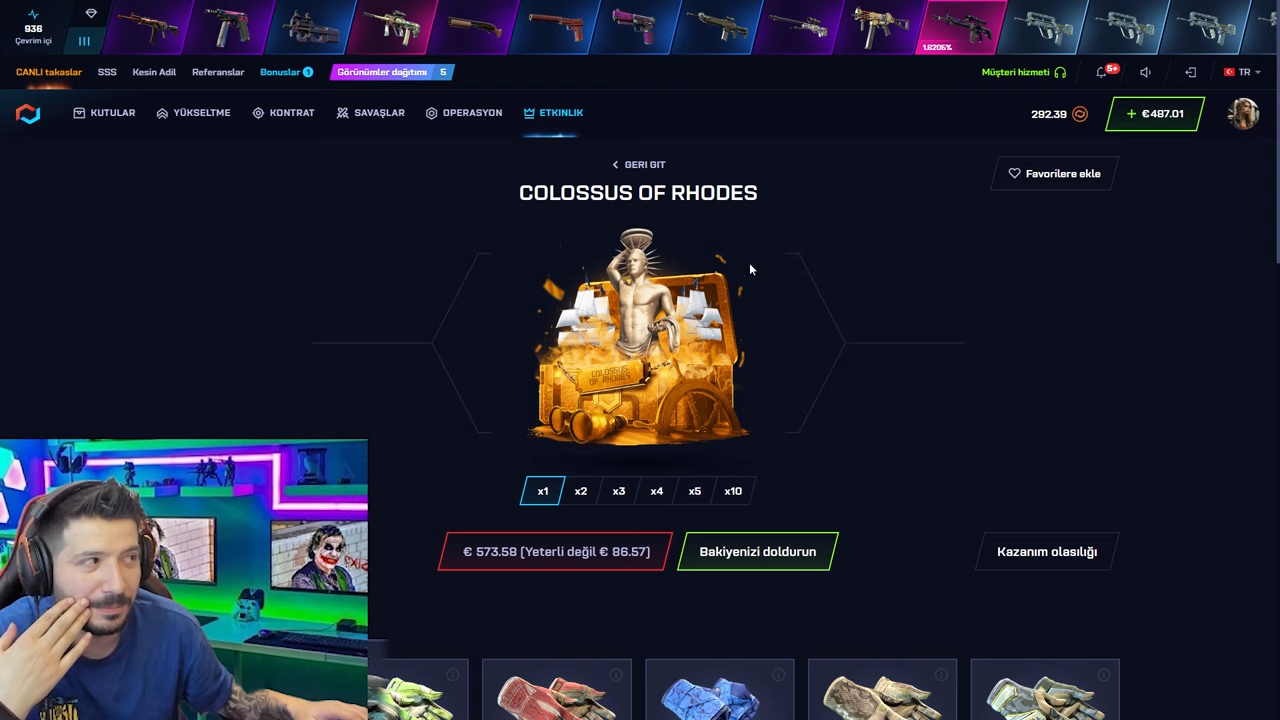 936
Çevrim içi
1.6205%
CANLI takaslar
SSS
Kesin Adil
Referanslar
Bonuslar 1
Görünümler dağıtımı 5
Müşteri hizmeti
5+
TR
KUTULAR
YÜKSELTME
KONTRAT
SAVAŞLAR
OPERASYON
ETKINLIK
292.39
+ €487.01
GERI GIT
COLOSSUS OF RHODES
Favorilere ekle
COLOSSUS
OF RHODES
x1
x2
x3
x4
x5
x10
€ 573.58 (Yeterli değil € 86.57)
Bakiyenizi doldurun
Kazanım olasılığı